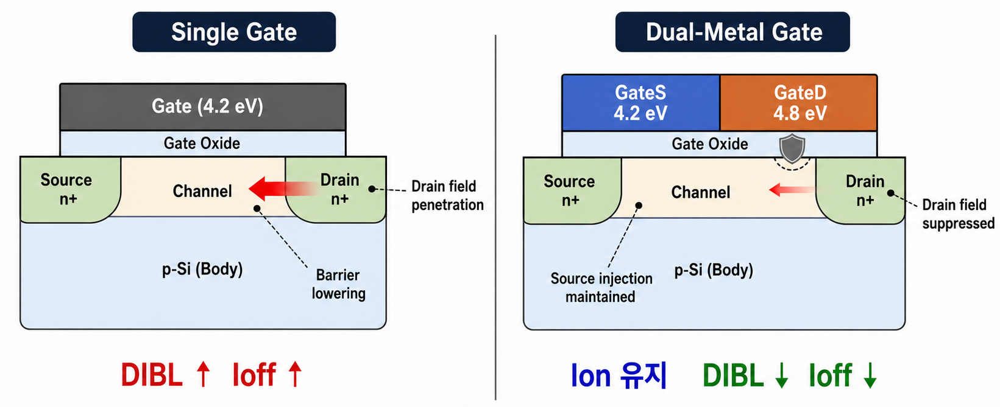 Single Gate
Gate (4.2 eV)
Gate Oxide
Source
n+
Channel
Drain
n+
Drain field
penetration
p-Si (Body)
Barrier
lowering
DIBL ↑ Ioff ↑
Dual-Metal Gate
GateS
4.2 eV
GateD
4.8 eV
Gate Oxide
Source
n+
Channel
Drain
n+
Drain field
suppressed
Source injection
maintained
p-Si (Body)
Ion 유지 DIBL ↓ Ioff ↓